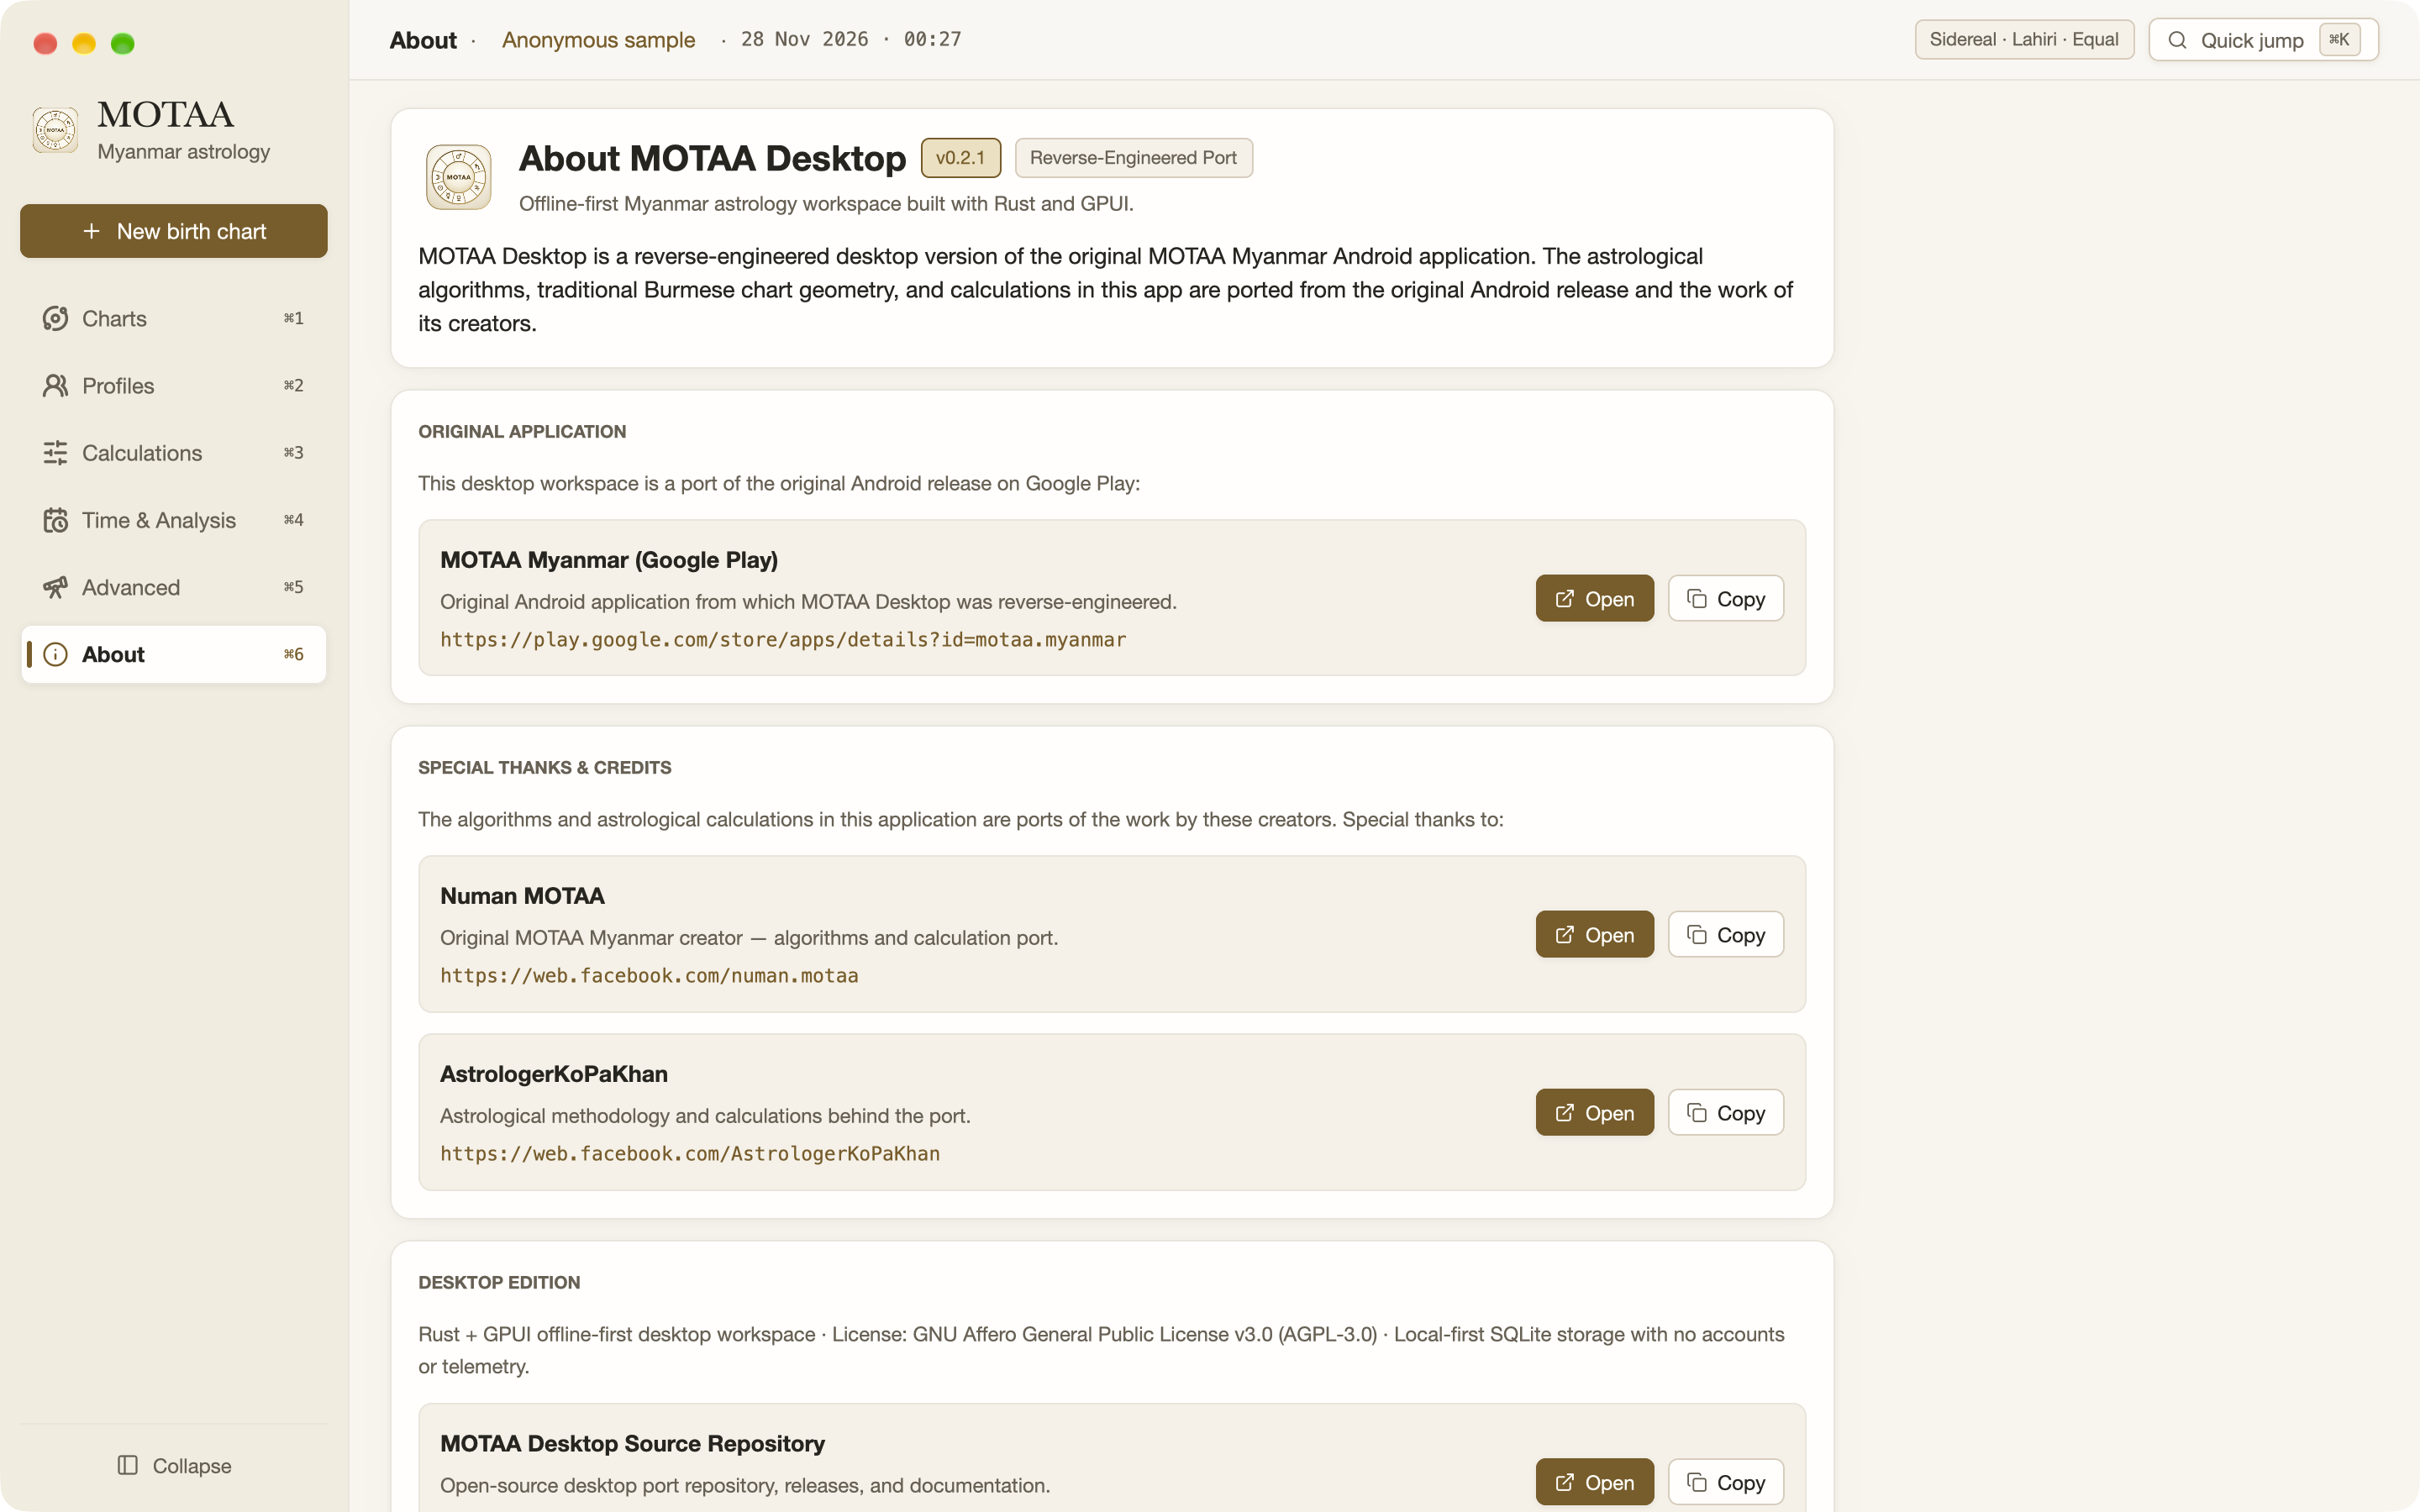 MOTAA
Myanmar astrology
+ New birth chart
Charts ⌘1
Profiles ⌘2
Calculations ⌘3
Time & Analysis ⌘4
Advanced ⌘5
About ⌘6
Collapse
About · Anonymous sample · 28 Nov 2026 · 00:27
Sidereal · Lahiri · Equal
Quick jump ⌘K
MOTAA
About MOTAA Desktop v0.2.1 Reverse-Engineered Port
Offline-first Myanmar astrology workspace built with Rust and GPUI.
MOTAA Desktop is a reverse-engineered desktop version of the original MOTAA Myanmar Android application. The astrological
algorithms, traditional Burmese chart geometry, and calculations in this app are ported from the original Android release and the work of
its creators.
ORIGINAL APPLICATION
This desktop workspace is a port of the original Android release on Google Play:
MOTAA Myanmar (Google Play)
Original Android application from which MOTAA Desktop was reverse-engineered.
https://play.google.com/store/apps/details?id=motaa.myanmar
Open Copy
SPECIAL THANKS & CREDITS
The algorithms and astrological calculations in this application are ports of the work by these creators. Special thanks to:
Numan MOTAA
Original MOTAA Myanmar creator — algorithms and calculation port.
https://web.facebook.com/numan.motaa
Open Copy
AstrologerKoPaKhan
Astrological methodology and calculations behind the port.
https://web.facebook.com/AstrologerKoPaKhan
Open Copy
DESKTOP EDITION
Rust + GPUI offline-first desktop workspace · License: GNU Affero General Public License v3.0 (AGPL-3.0) · Local-first SQLite storage with no accounts
or telemetry.
MOTAA Desktop Source Repository
Open-source desktop port repository, releases, and documentation.
Open Copy